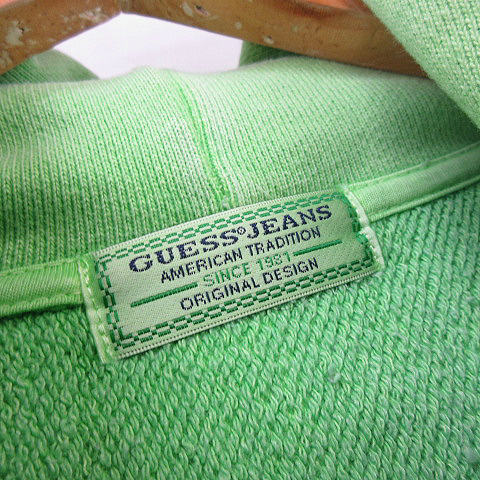 GUESS® JEANS
AMERICAN TRADITION
SINCE 1981
ORIGINAL DESIGN